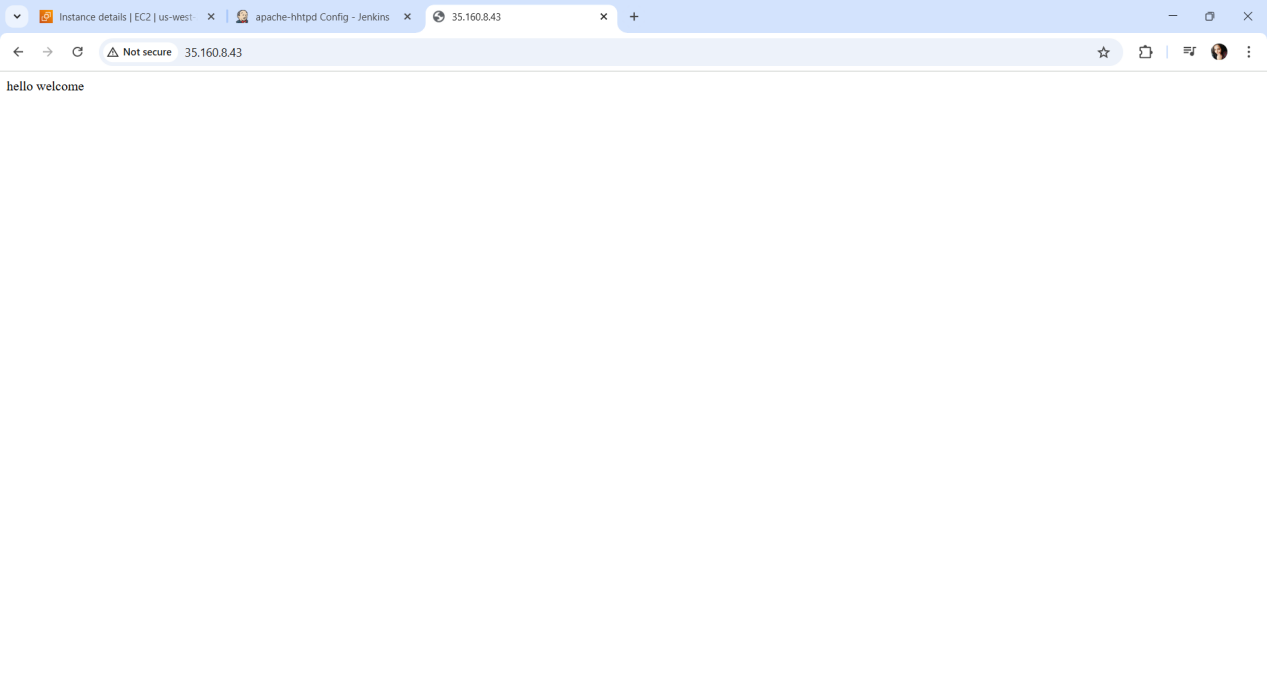 Instance details | EC2 | us-west-
apache-hhtpd Config - Jenkins
35.160.8.43
Not secure
35.160.8.43
hello welcome